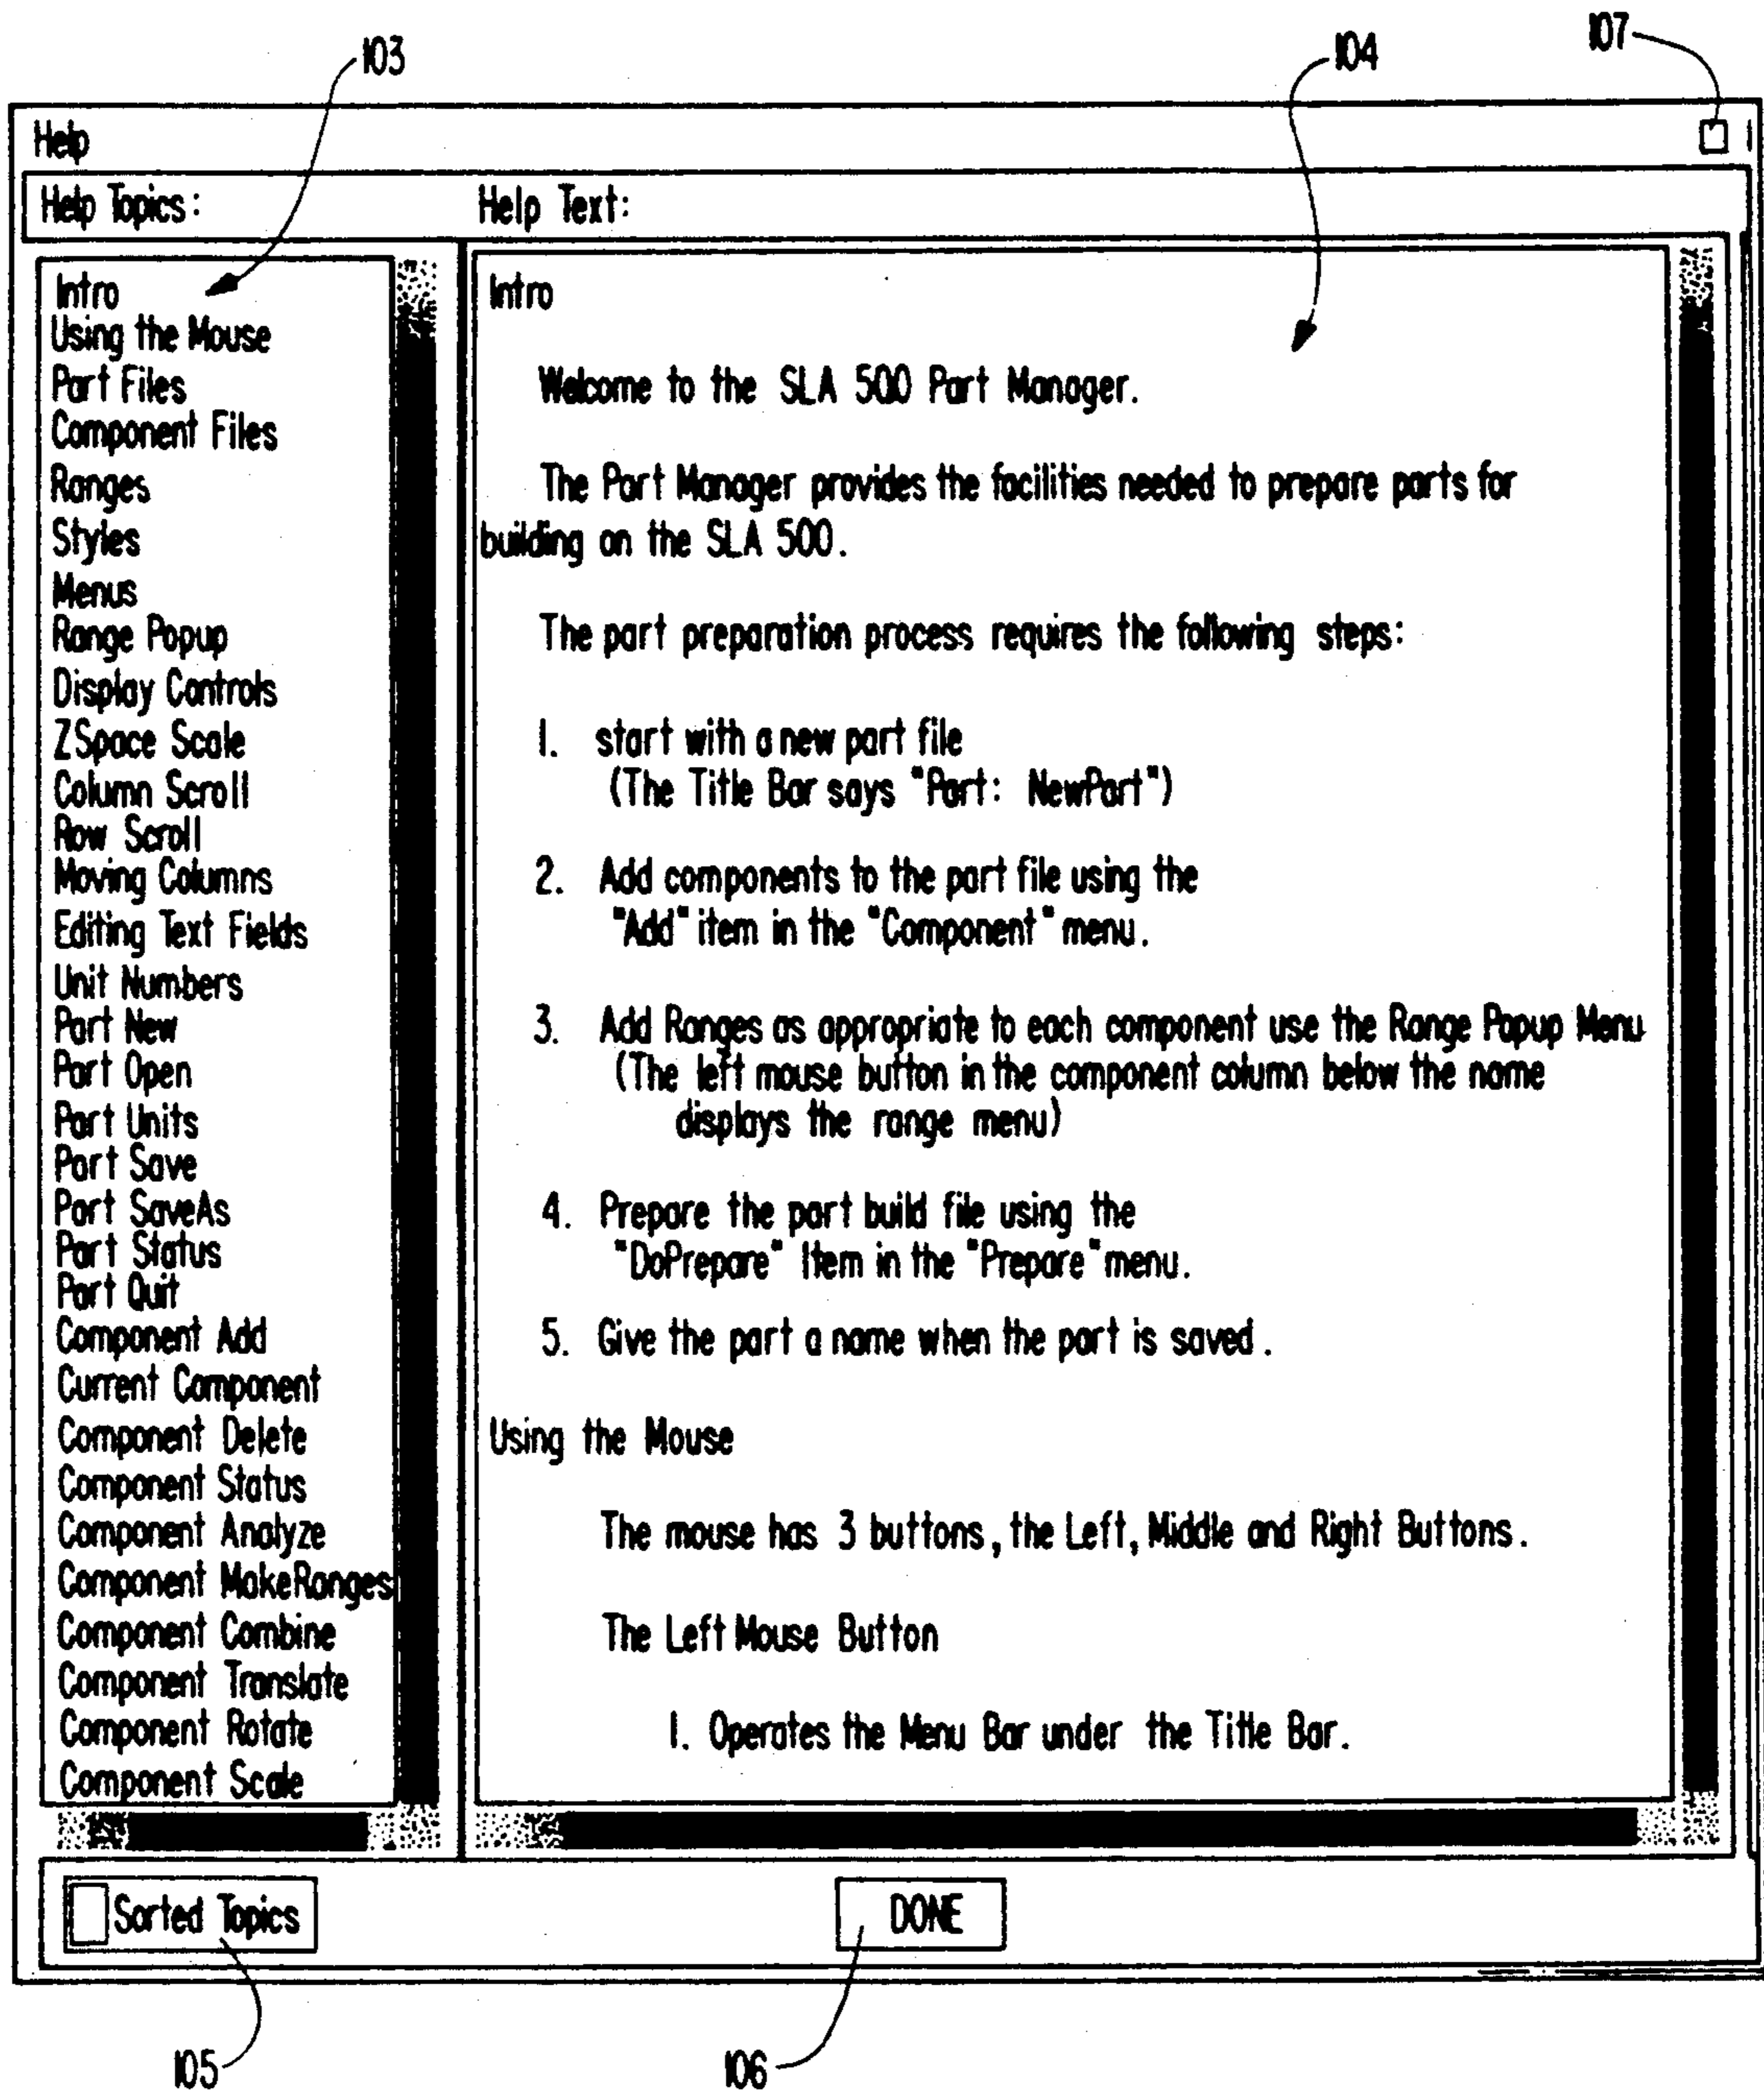 103
104
107
Help
Help Topics:
Help Text:
Intro
Using the Mouse
Part Files
Component Files
Ranges
Styles
Menus
Range Popup
Display Controls
ZSpace Scale
Column Scroll
Row Scroll
Moving Columns
Editing Text Fields
Unit Numbers
Part New
Part Open
Part Units
Part Save
Part SaveAs
Part Status
Part Quit
Component Add
Current Component
Component Delete
Component Status
Component Analyze
Component MakeRanges
Component Combine
Component Translate
Component Rotate
Component Scale
Intro
Welcome to the SLA 500 Part Manager.
The Part Manager provides the facilities needed to prepare parts for
building on the SLA 500.
The part preparation process requires the following steps:
1. start with a new part file
(The Title Bar says "Part: NewPart")
2. Add components to the part file using the
"Add" item in the "Component" menu.
3. Add Ranges as appropriate to each component use the Range Popup Menu
(The left mouse button in the component column below the name
displays the range menu)
4. Prepare the part build file using the
"DoPrepare" Item in the "Prepare" menu.
5. Give the part a name when the part is saved.
Using the Mouse
The mouse has 3 buttons, the Left, Middle and Right Buttons.
The Left Mouse Button
1. Operates the Menu Bar under the Title Bar.
Sorted Topics
DONE
105
106